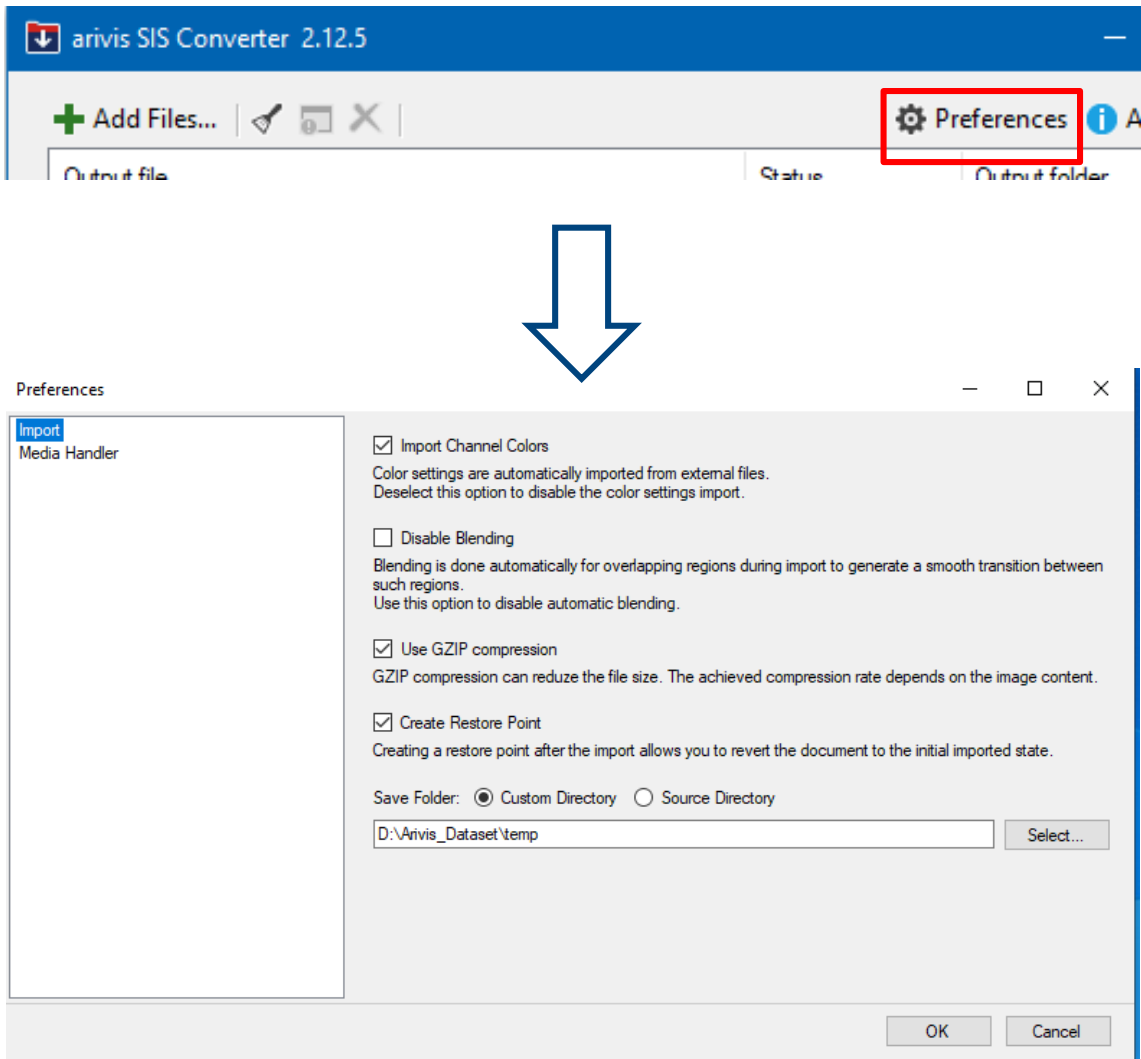 arivis SIS Converter 2.12.5
Add Files... Preferences A
Output file Status Output folder
Preferences
Import
Media Handler
Import Channel Colors
Color settings are automatically imported from external files.
Deselect this option to disable the color settings import.
Disable Blending
Blending is done automatically for overlapping regions during import to generate a smooth transition between
such regions.
Use this option to disable automatic blending.
Use GZIP compression
GZIP compression can reduce the file size. The achieved compression rate depends on the image content.
Create Restore Point
Creating a restore point after the import allows you to revert the document to the initial imported state.
Save Folder: Custom Directory Source Directory
D:\Arivis_Dataset\temp Select...
OK Cancel